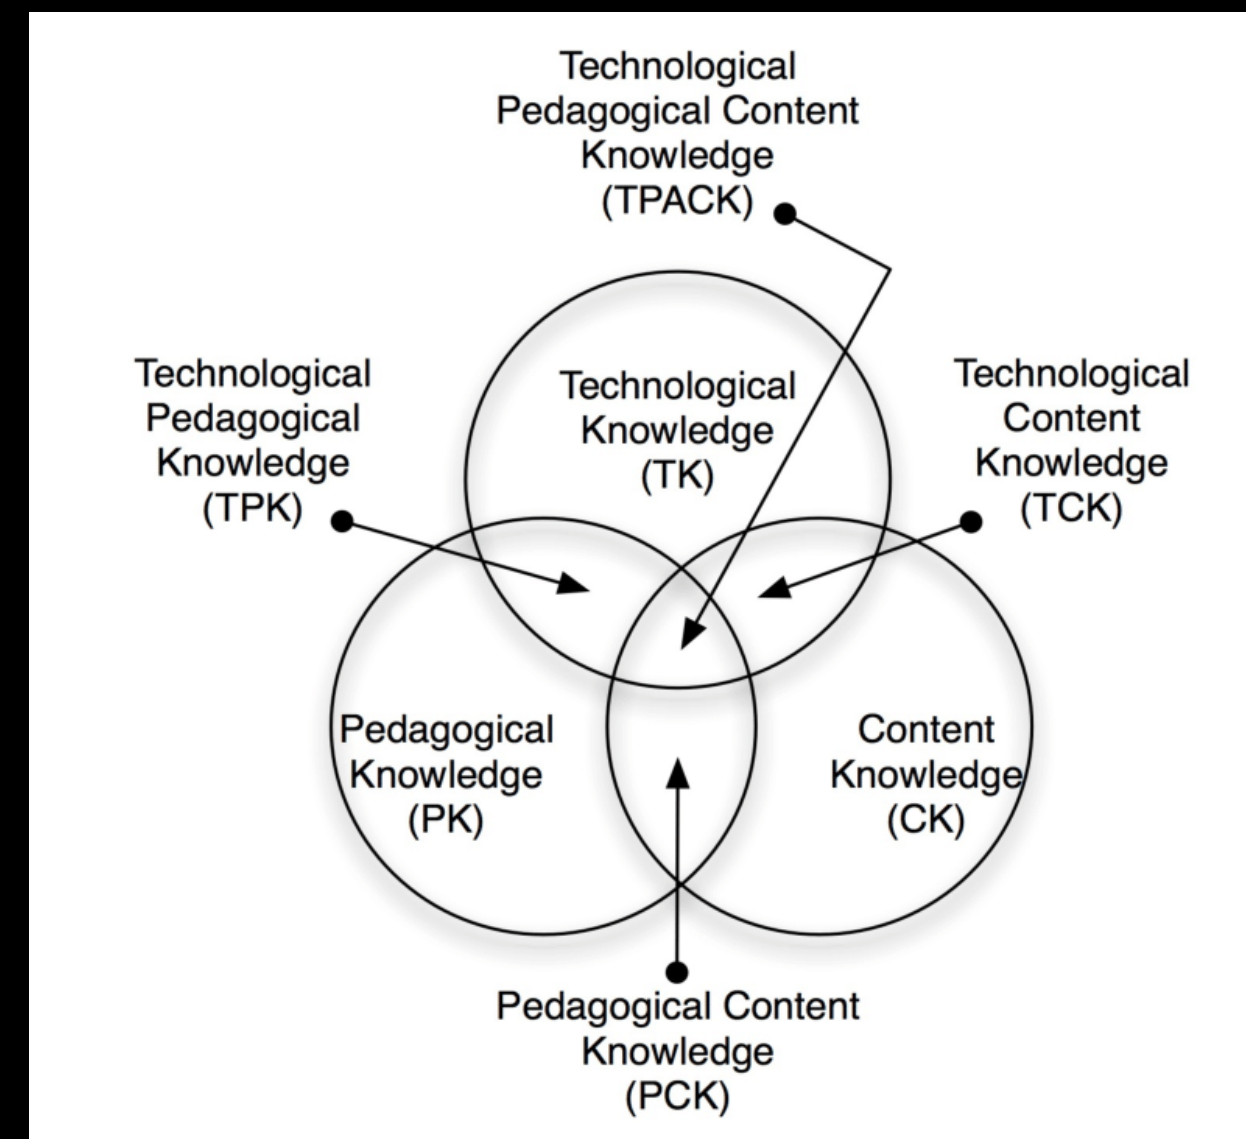 Technological
Pedagogical Content
Knowledge
(TPACK)
Technological
Pedagogical
Knowledge
(TPK)
Technological
Knowledge
(TK)
Technological
Content
Knowledge
(TCK)
Pedagogical
Knowledge
(PK)
Content
Knowledge
(CK)
Pedagogical Content
Knowledge
(PCK)